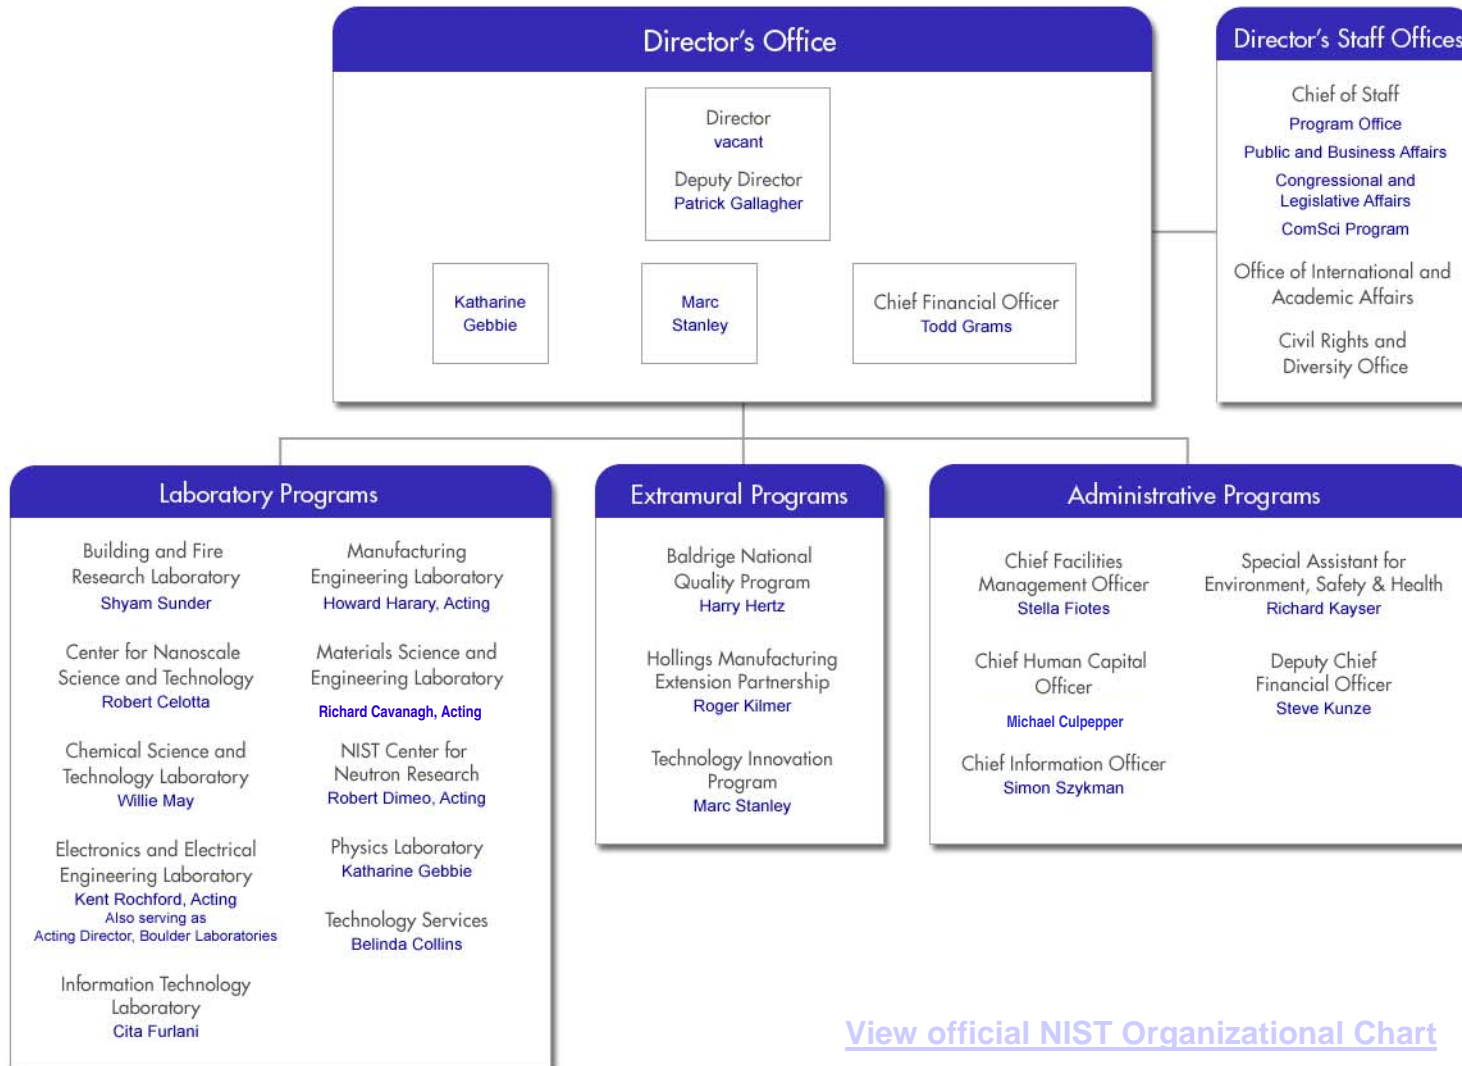 Director's Office
Director
vacant
Deputy Director
Patrick Gallagher
Katharine
Gebbie
Marc
Stanley
Chief Financial Officer
Todd Grams
Director's Staff Offices
Chief of Staff
Program Office
Public and Business Affairs
Congressional and
Legislative Affairs
ComSci Program
Office of International and
Academic Affairs
Civil Rights and
Diversity Office
Laboratory Programs
Building and Fire
Research Laboratory
Shyam Sunder
Center for Nanoscale
Science and Technology
Robert Celotta
Chemical Science and
Technology Laboratory
Willie May
Electronics and Electrical
Engineering Laboratory
Kent Rochford, Acting
Also serving as
Acting Director, Boulder Laboratories
Information Technology
Laboratory
Cita Furlani
Manufacturing
Engineering Laboratory
Howard Harary, Acting
Materials Science and
Engineering Laboratory
Richard Cavanagh, Acting
NIST Center for
Neutron Research
Robert Dimeo, Acting
Physics Laboratory
Katharine Gebbie
Technology Services
Belinda Collins
Extramural Programs
Baldrige National
Quality Program
Harry Hertz
Hollings Manufacturing
Extension Partnership
Roger Kilmer
Technology Innovation
Program
Marc Stanley
Administrative Programs
Chief Facilities
Management Officer
Stella Fiotes
Chief Human Capital
Officer
Michael Culpepper
Chief Information Officer
Simon Szykman
Special Assistant for
Environment, Safety & Health
Richard Kayser
Deputy Chief
Financial Officer
Steve Kunze
View official NIST Organizational Chart